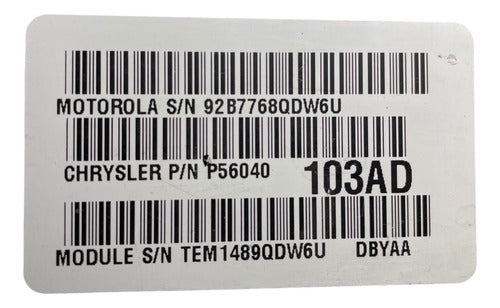 MOTOROLA S/N 92B7768QDW6U
CHRYSLER P/N P56040 103AD
MODULE S/N TEM1489QDW6U DBYAA